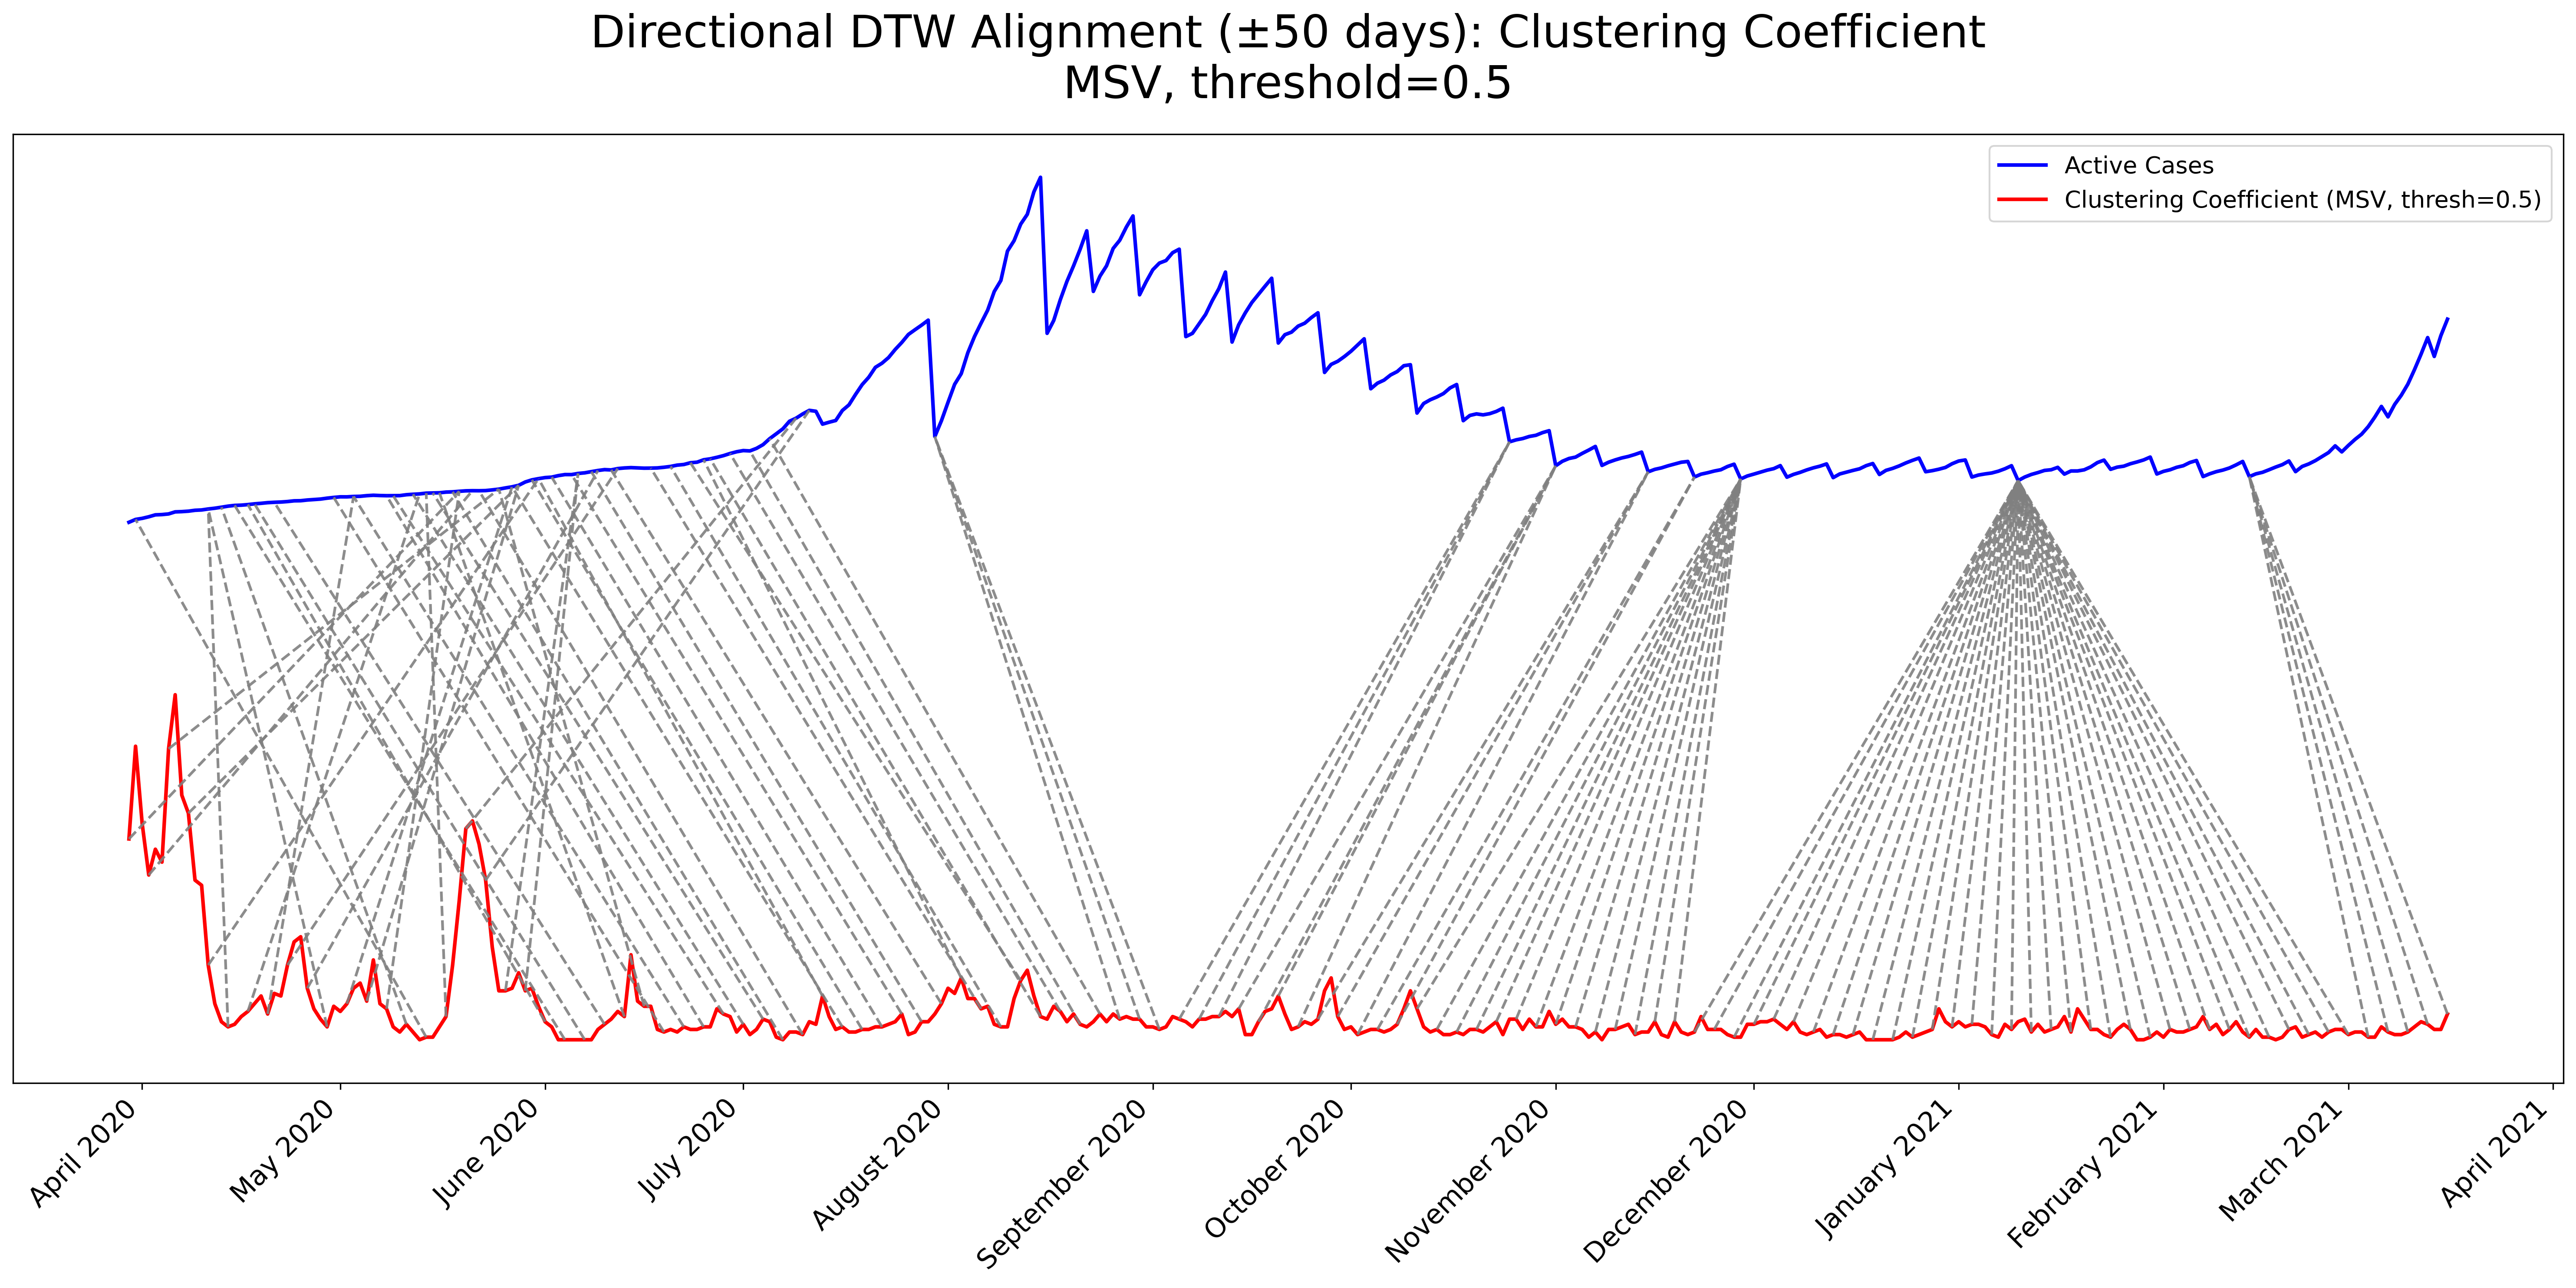 Directional DTW Alignment (±50 days): Clustering Coefficient
MSV, threshold=0.5
Active Cases
Clustering Coefficient (MSV, thresh=0.5)
April 2020
May 2020
June 2020
July 2020
August 2020
September 2020
October 2020
November 2020
December 2020
January 2021
February 2021
March 2021
April 2021